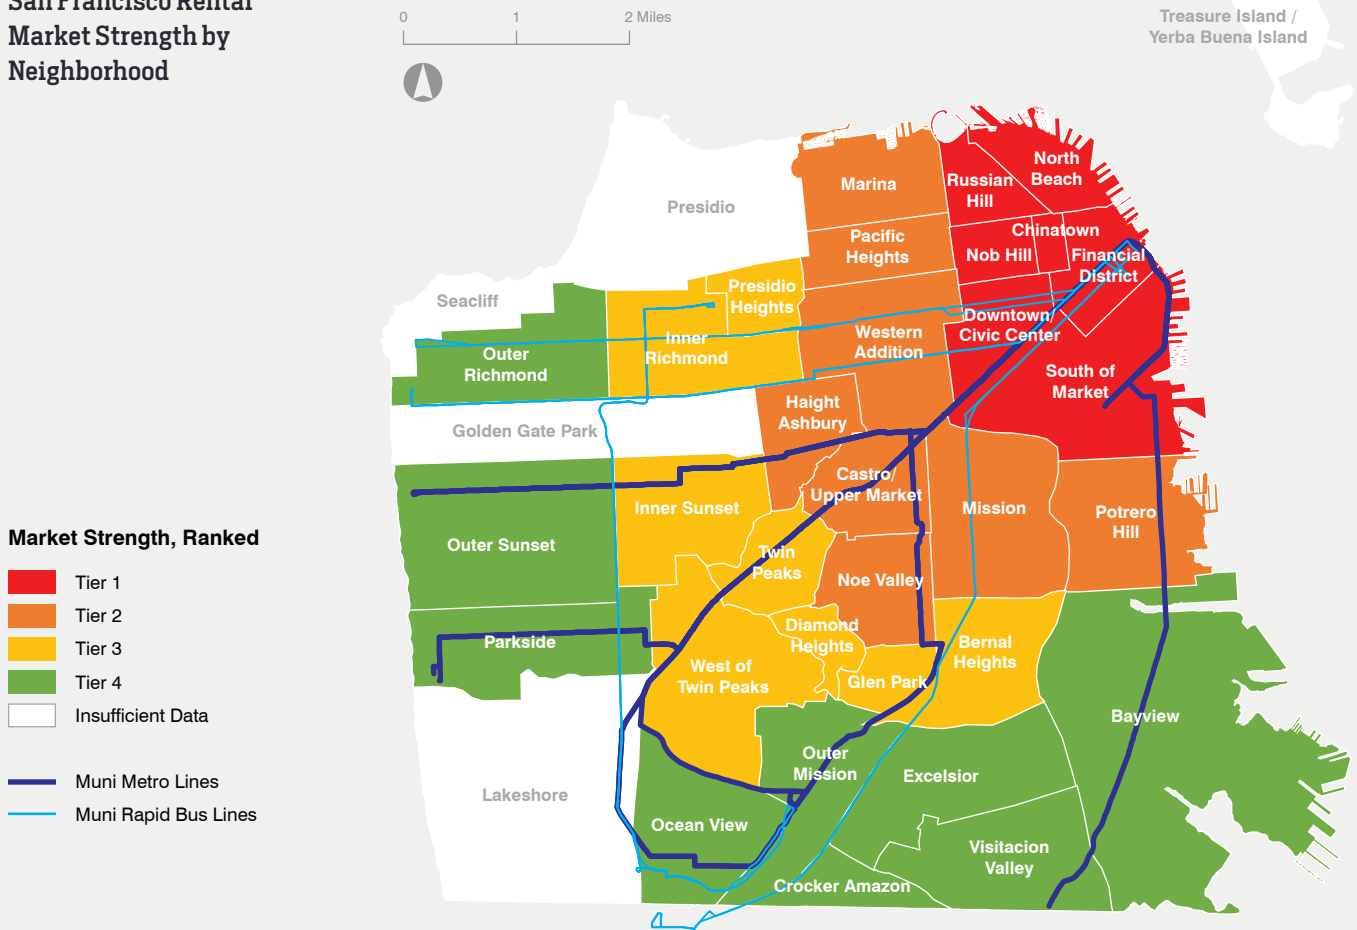 San Francisco Rental
Market Strength by
Neighborhood
0 1 2 Miles
Treasure Island /
Yerba Buena Island
North
Beach
Russian
Hill
Marina
Presidio
Chinatown
Pacific
Heights
Nob Hill
Financial
District
Presidio
Heights
Seacliff
Downtown/
Civic Center
Western
Addition
Inner
Richmond
Outer
Richmond
South of
Market
Haight
Ashbury
Golden Gate Park
Castro/
Upper Market
Inner Sunset
Mission
Potrero
Hill
Outer Sunset
Twin
Peaks
Noe Valley
Diamond
Heights
Parkside
Bernal
Heights
West of
Twin Peaks
Glen Park
Bayview
Outer
Mission
Excelsior
Lakeshore
Ocean View
Visitacion
Valley
Crocker Amazon
Market Strength, Ranked
Tier 1
Tier 2
Tier 3
Tier 4
Insufficient Data
Muni Metro Lines
Muni Rapid Bus Lines